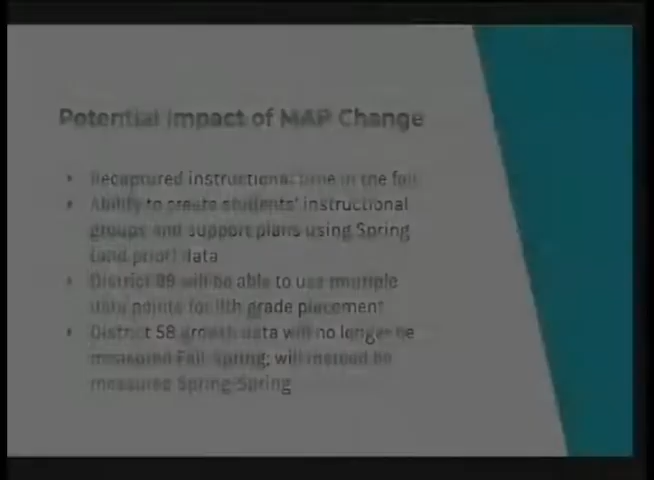 Potential Impact of MAP Change
• Recaptured instructional time in the fall
• Ability to create students' instructional
groups and support plans using Spring
(and prior) data
• District 99 will be able to use multiple
data points for 9th grade placement
• District 58 growth data will no longer be
measured Fall-Spring; will instead be
measured Spring-Spring